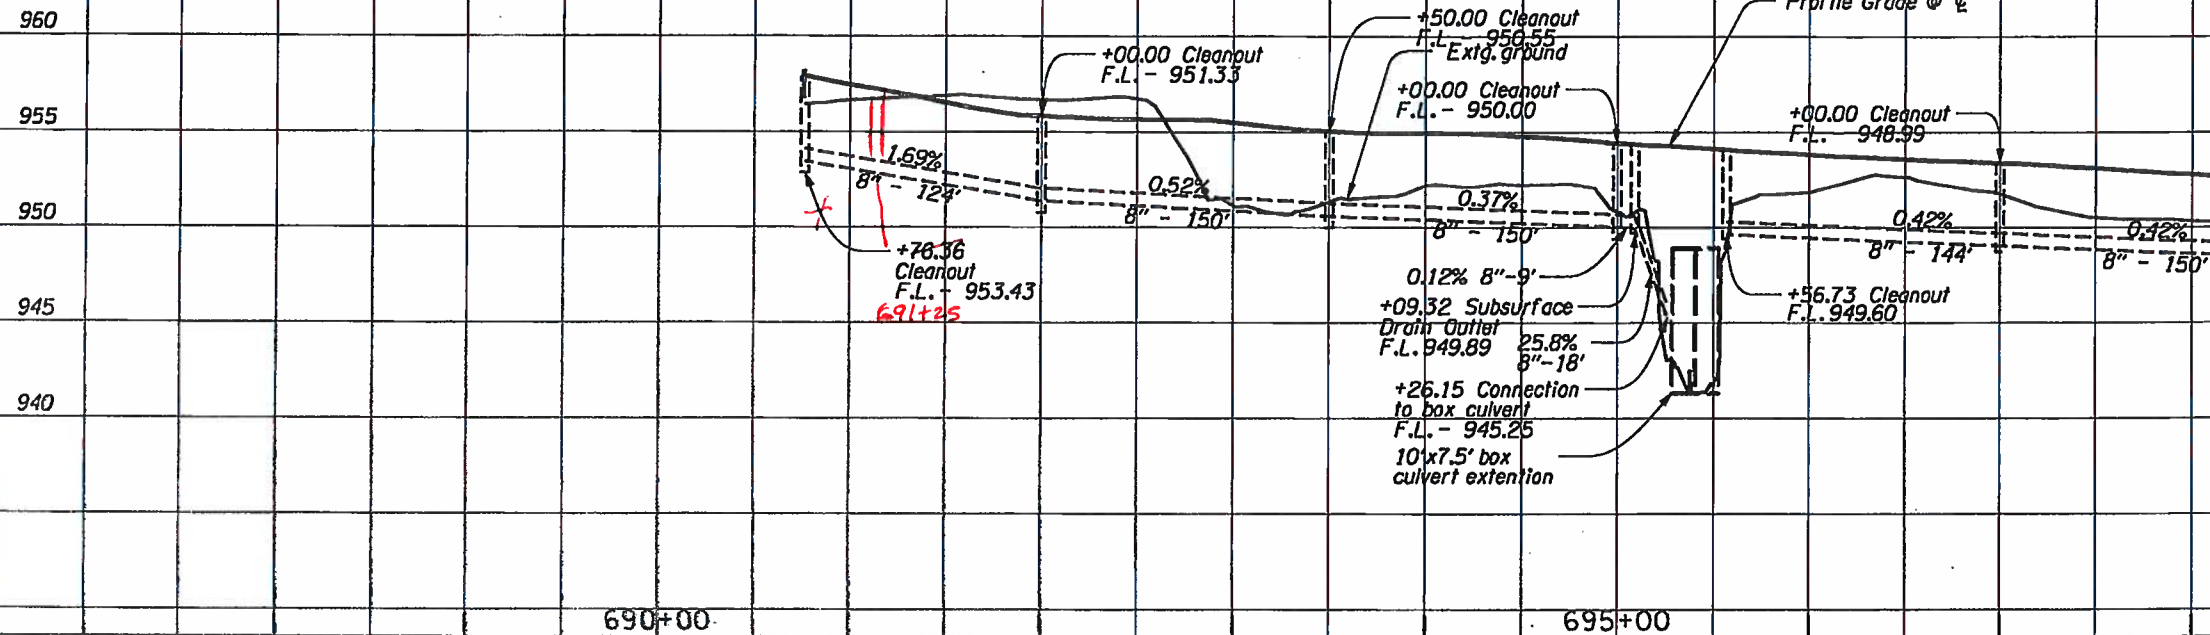 960
955
950
945
940
+00.00 Cleanout
F.L. - 951.33
+50.00 Cleanout
F.L. - 950.55
Extg. ground
Profile Grade @ ℄
+00.00 Cleanout
F.L. - 950.00
+00.00 Cleanout
F.L. - 948.99
1.69%
8" - 124'
0.52%
8" - 150'
0.37%
8" - 150'
0.42%
8" - 144'
0.42%
8" - 150'
+76.36
Cleanout
F.L. - 953.43
691+25
0.12% 8"-9'
+09.32 Subsurface
Drain Outlet
F.L. 949.89
25.8%
8"-18'
+56.73 Cleanout
F.L. 949.60
+26.15 Connection
to box culvert
F.L. - 945.25
10'x7.5' box
culvert extention
690+00
695+00